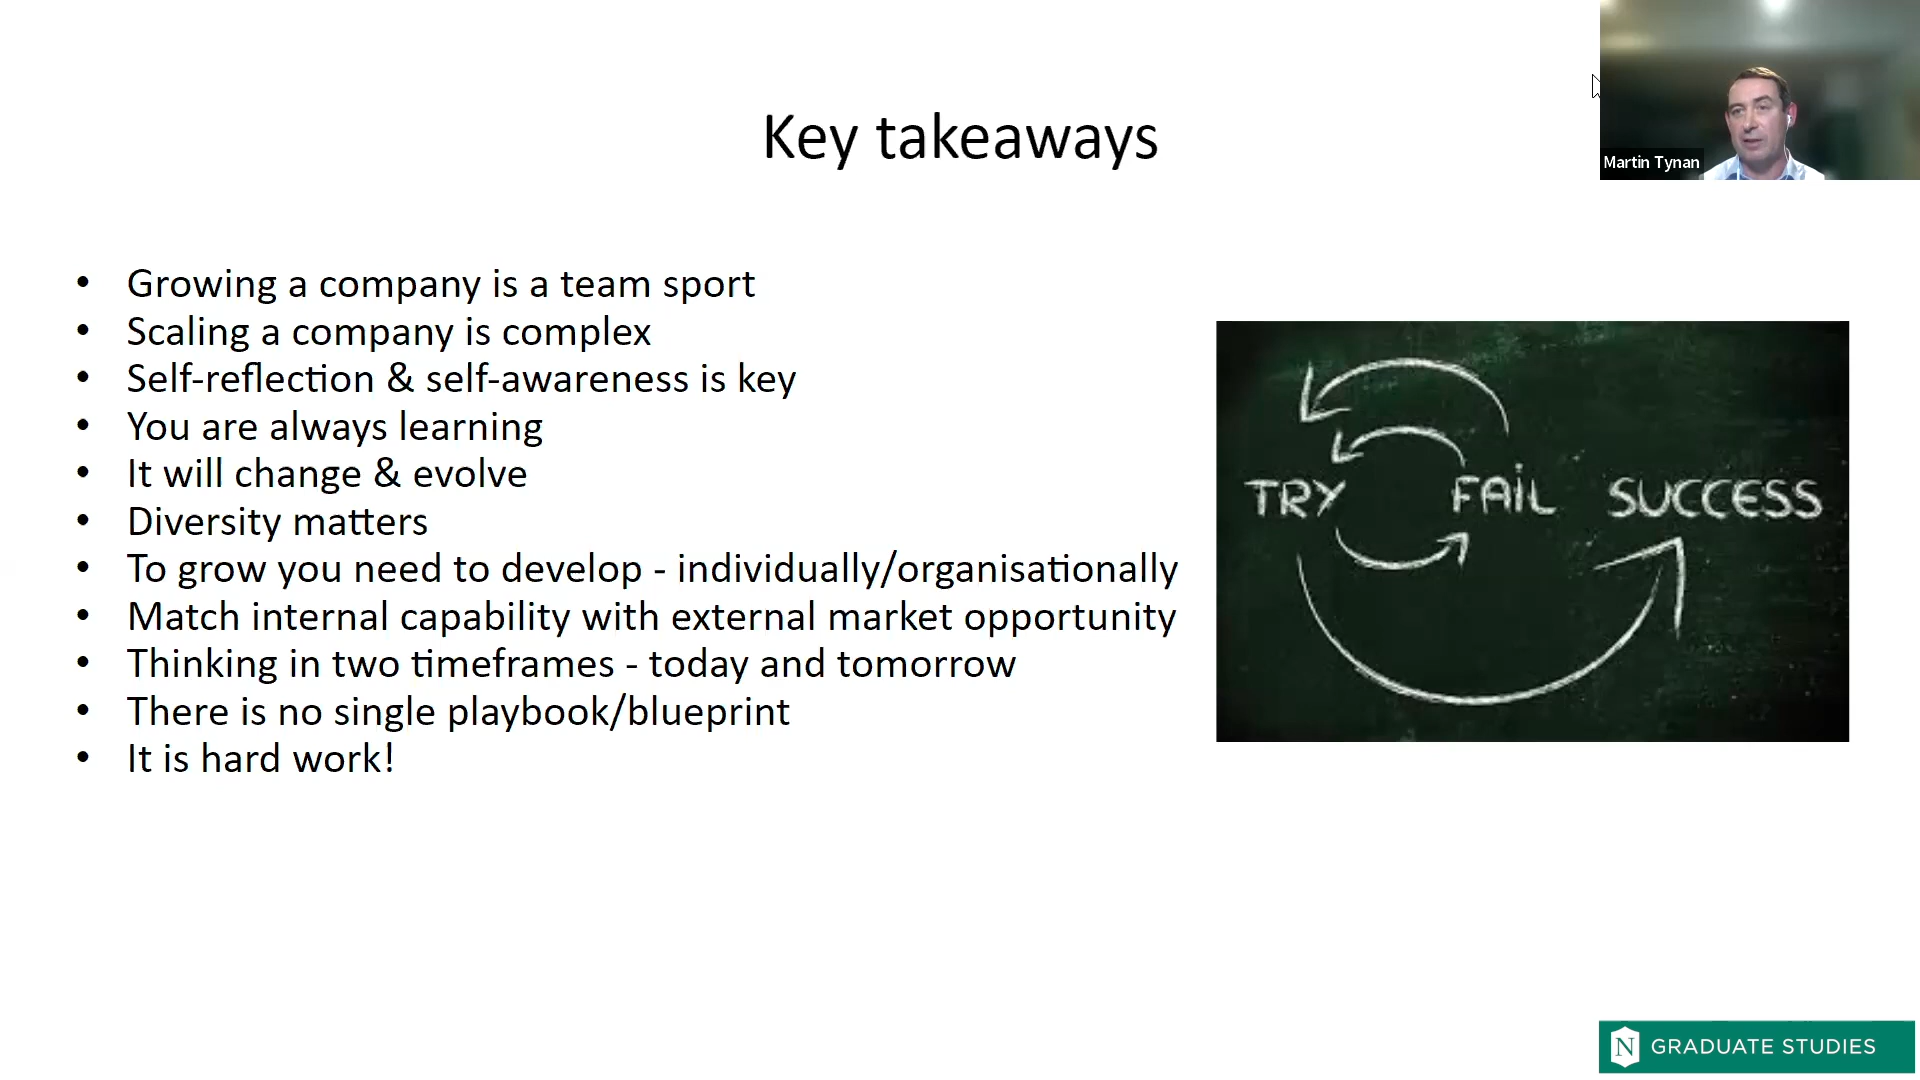 Martin Tynan
Key takeaways
• Growing a company is a team sport
• Scaling a company is complex
• Self-reflection & self-awareness is key
• You are always learning
• It will change & evolve
• Diversity matters
• To grow you need to develop - individually/organisationally
• Match internal capability with external market opportunity
• Thinking in two timeframes - today and tomorrow
• There is no single playbook/blueprint
• It is hard work!
TRY FAiL SUCCESS
N GRADUATE STUDIES